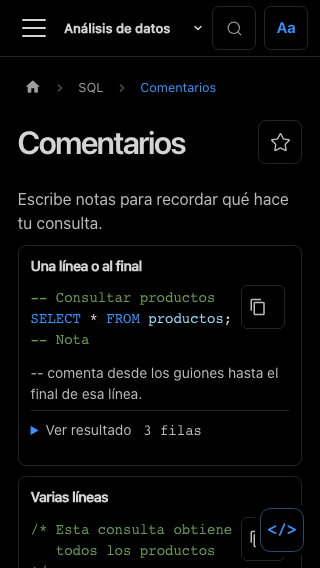 Análisis de datos
Aa
SQL
Comentarios
Comentarios
Escribe notas para recordar qué hace
tu consulta.
Una línea o al final
-- Consultar productos
SELECT * FROM productos;
-- Nota
-- comenta desde los guiones hasta el
final de esa línea.
Ver resultado 3 filas
Varias líneas
/* Esta consulta obtiene
todos los productos
</>